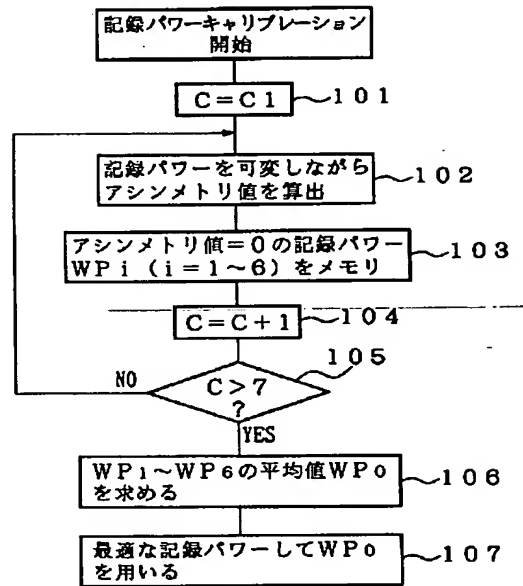 記録パワーキャリブレーション
開始
C=C1
101
記録パワーを可変しながら
アシンメトリ値を算出
102
アシンメトリ値=0の記録パワー
WPi(i=1~6)をメモリ
103
C=C+1
104
105
NO
C>7
?
YES
WP1~WP6の平均値WPo
を求める
106
最適な記録パワーしてWPo
を用いる
107